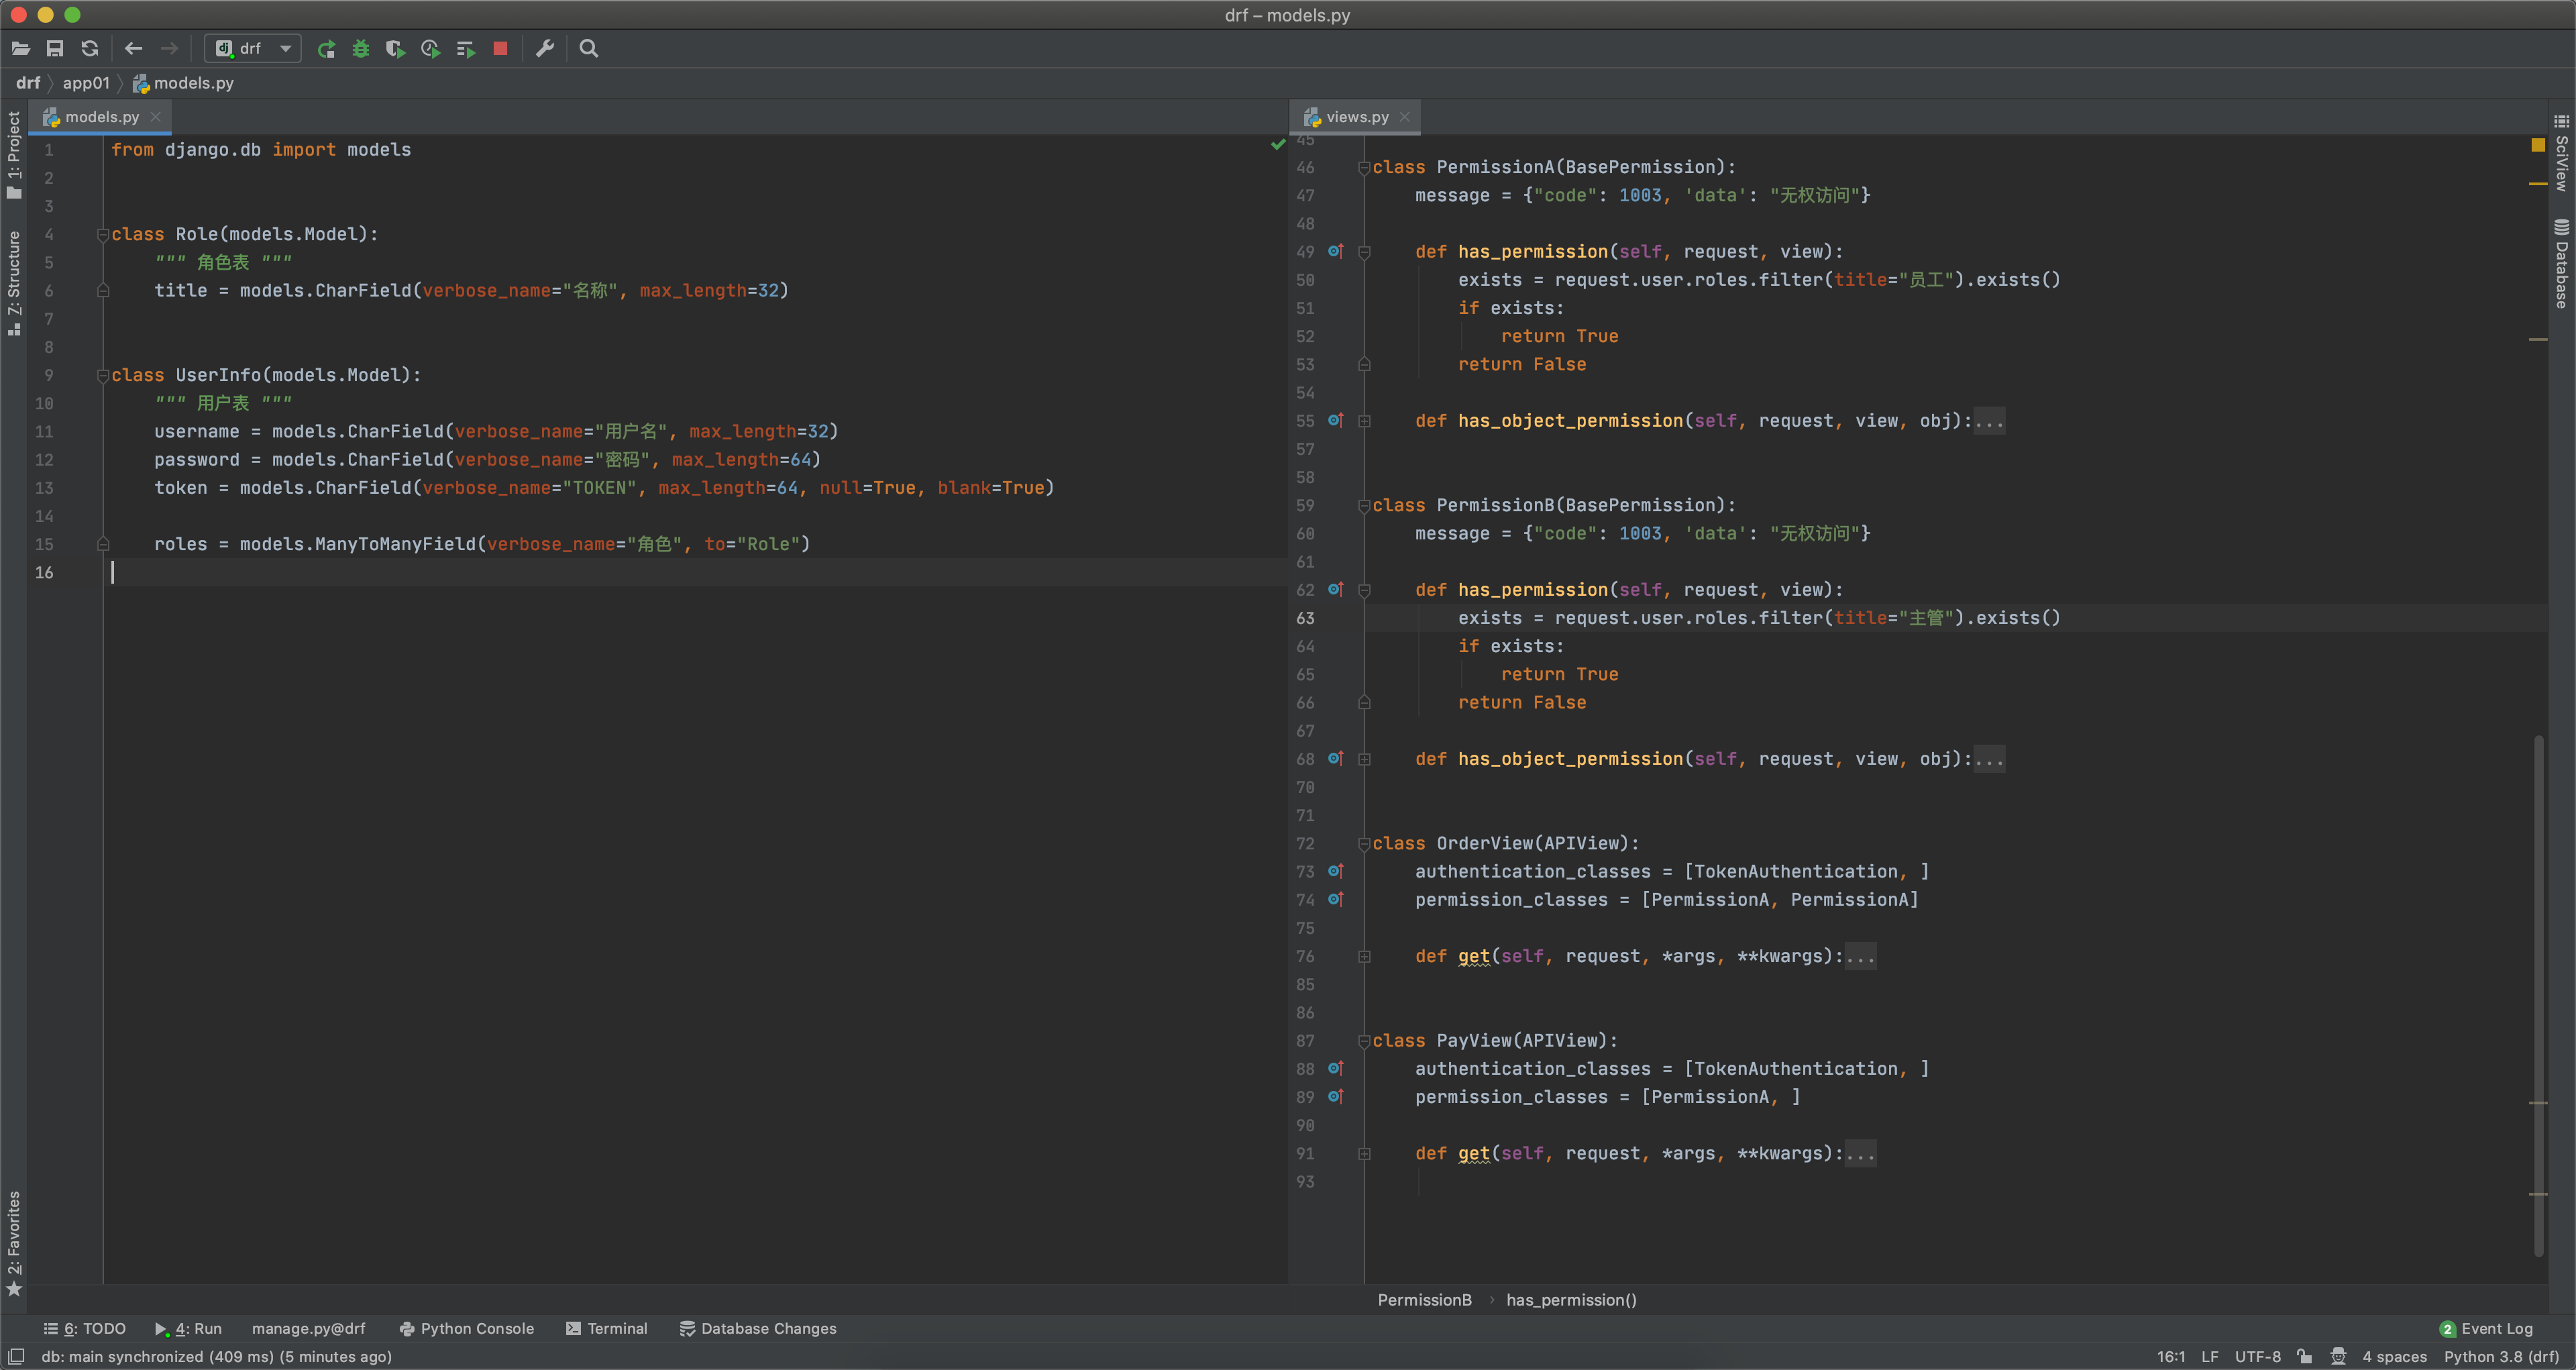 drf – models.py
drf
drf app01 models.py
1: Project
Z: Structure
2: Favorites
models.py
1 from django.db import models
2
3
4 class Role(models.Model):
5 """ 角色表 """
6 title = models.CharField(verbose_name="名称", max_length=32)
7
8
9 class UserInfo(models.Model):
10 """ 用户表 """
11 username = models.CharField(verbose_name="用户名", max_length=32)
12 password = models.CharField(verbose_name="密码", max_length=64)
13 token = models.CharField(verbose_name="TOKEN", max_length=64, null=True, blank=True)
14
15 roles = models.ManyToManyField(verbose_name="角色", to="Role")
16
views.py
45
46 class PermissionA(BasePermission):
47 message = {"code": 1003, 'data': "无权访问"}
48
49 def has_permission(self, request, view):
50 exists = request.user.roles.filter(title="员工").exists()
51 if exists:
52 return True
53 return False
54
55 def has_object_permission(self, request, view, obj):...
57
58
59 class PermissionB(BasePermission):
60 message = {"code": 1003, 'data': "无权访问"}
61
62 def has_permission(self, request, view):
63 exists = request.user.roles.filter(title="主管").exists()
64 if exists:
65 return True
66 return False
67
68 def has_object_permission(self, request, view, obj):...
70
71
72 class OrderView(APIView):
73 authentication_classes = [TokenAuthentication, ]
74 permission_classes = [PermissionA, PermissionA]
75
76 def get(self, request, *args, **kwargs):...
85
86
87 class PayView(APIView):
88 authentication_classes = [TokenAuthentication, ]
89 permission_classes = [PermissionA, ]
90
91 def get(self, request, *args, **kwargs):...
93
SciView
Database
PermissionB › has_permission()
6: TODO 4: Run manage.py@drf Python Console Terminal Database Changes 2 Event Log
db: main synchronized (409 ms) (5 minutes ago) 16:1 LF UTF-8 4 spaces Python 3.8 (drf)